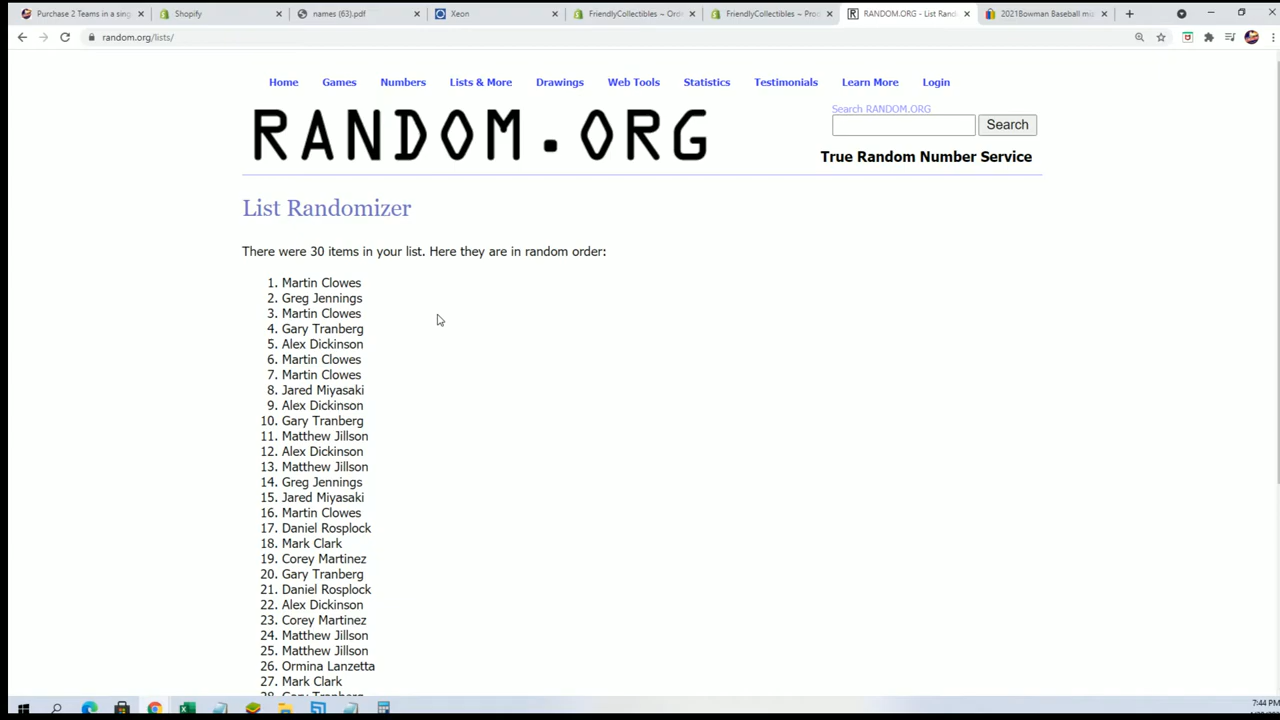 Purchase 2 Teams in a sing
Shopify
names (63).pdf
Xeon
FriendlyCollectibles ~ Ord
FriendlyCollectibles ~ Pro
RANDOM.ORG - List Rand
2021Bowman Baseball mi
random.org/lists/
Home Games Numbers Lists & More Drawings Web Tools Statistics Testimonials Learn More Login
RANDOM.ORG
Search RANDOM.ORG
Search
True Random Number Service
List Randomizer
There were 30 items in your list. Here they are in random order:
1. Martin Clowes
2. Greg Jennings
3. Martin Clowes
4. Gary Tranberg
5. Alex Dickinson
6. Martin Clowes
7. Martin Clowes
8. Jared Miyasaki
9. Alex Dickinson
10. Gary Tranberg
11. Matthew Jillson
12. Alex Dickinson
13. Matthew Jillson
14. Greg Jennings
15. Jared Miyasaki
16. Martin Clowes
17. Daniel Rosplock
18. Mark Clark
19. Corey Martinez
20. Gary Tranberg
21. Daniel Rosplock
22. Alex Dickinson
23. Corey Martinez
24. Matthew Jillson
25. Matthew Jillson
26. Ormina Lanzetta
27. Mark Clark
28. Gary Tranberg
7:44 PM